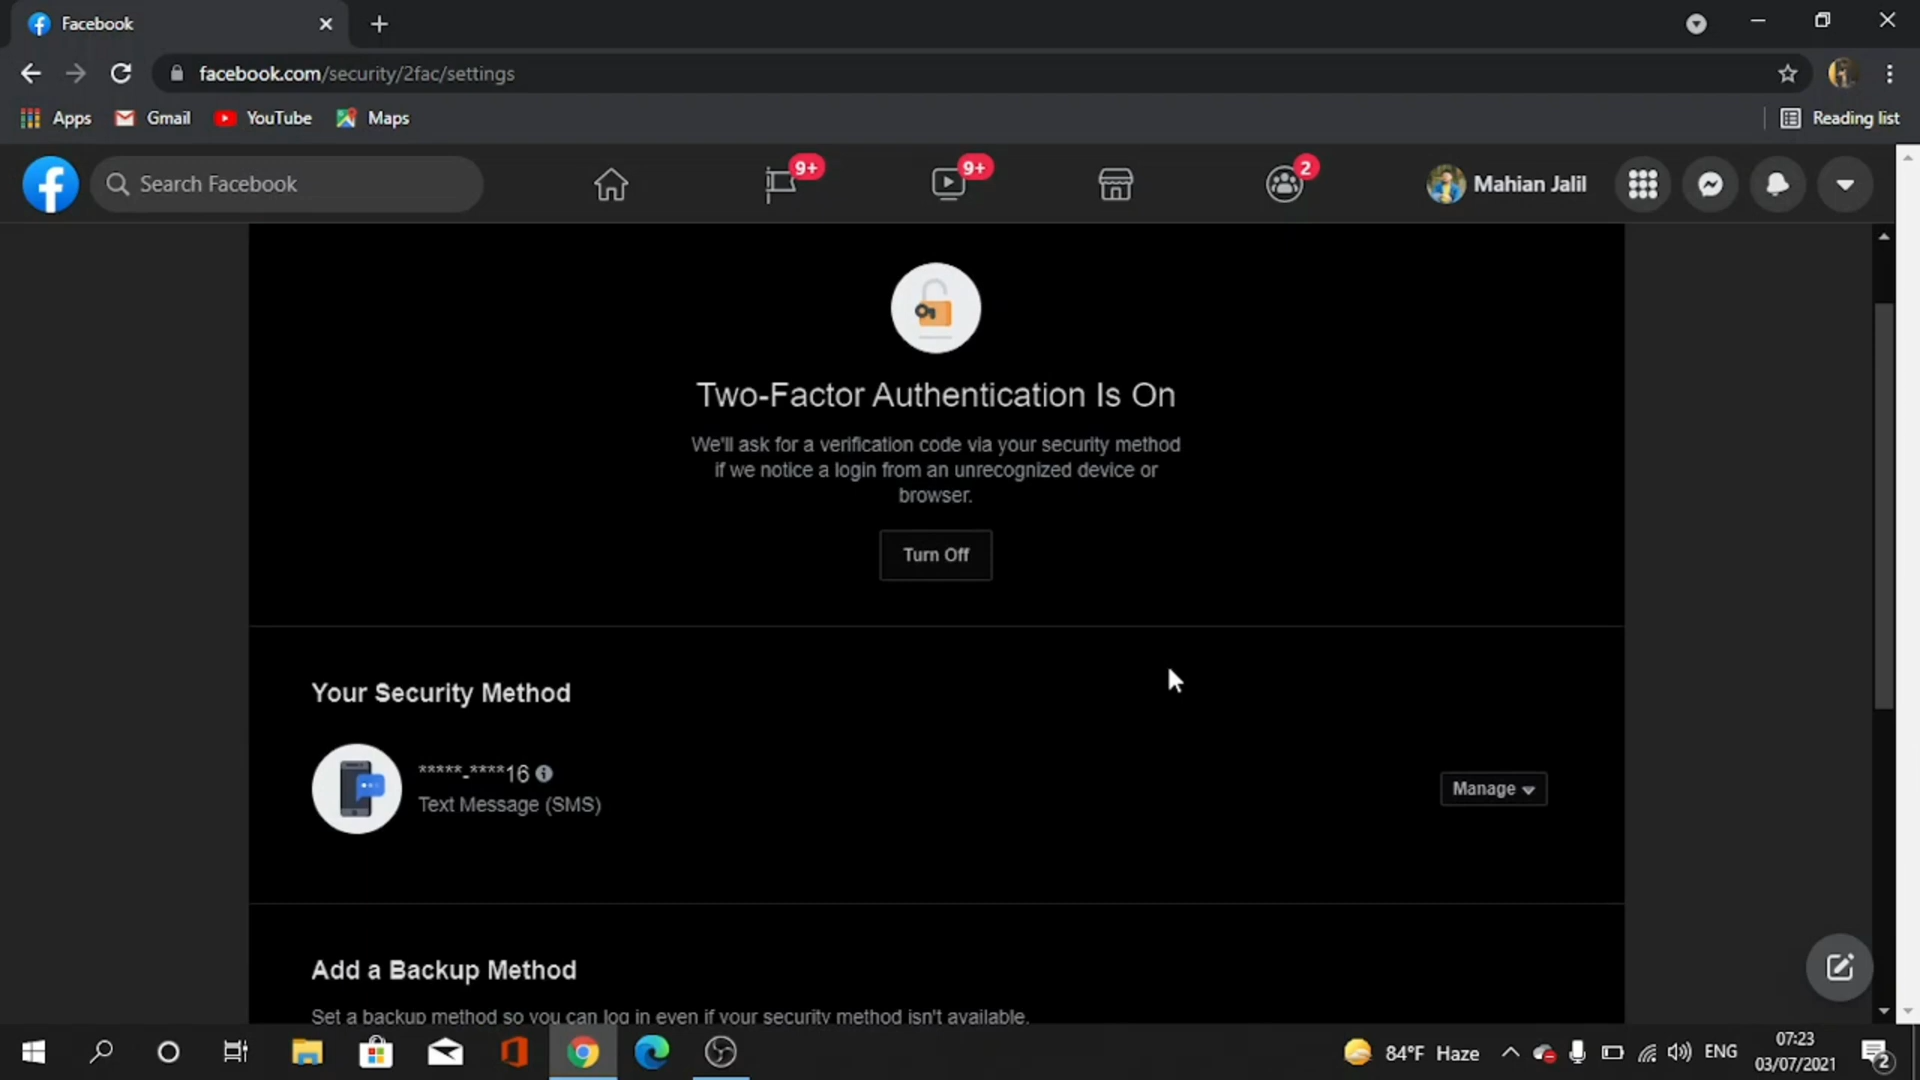 Facebook
facebook.com/security/2fac/settings
Apps
Gmail
YouTube
Maps
Reading list
Search Facebook
9+
9+
2
Mahian Jalil
Two-Factor Authentication Is On
We'll ask for a verification code via your security method
if we notice a login from an unrecognized device or
browser.
Turn Off
Your Security Method
*****-****16
Text Message (SMS)
Manage
Add a Backup Method
Set a backup method so you can log in even if your security method isn't available.
84°F Haze
ENG
07:23
03/07/2021
2